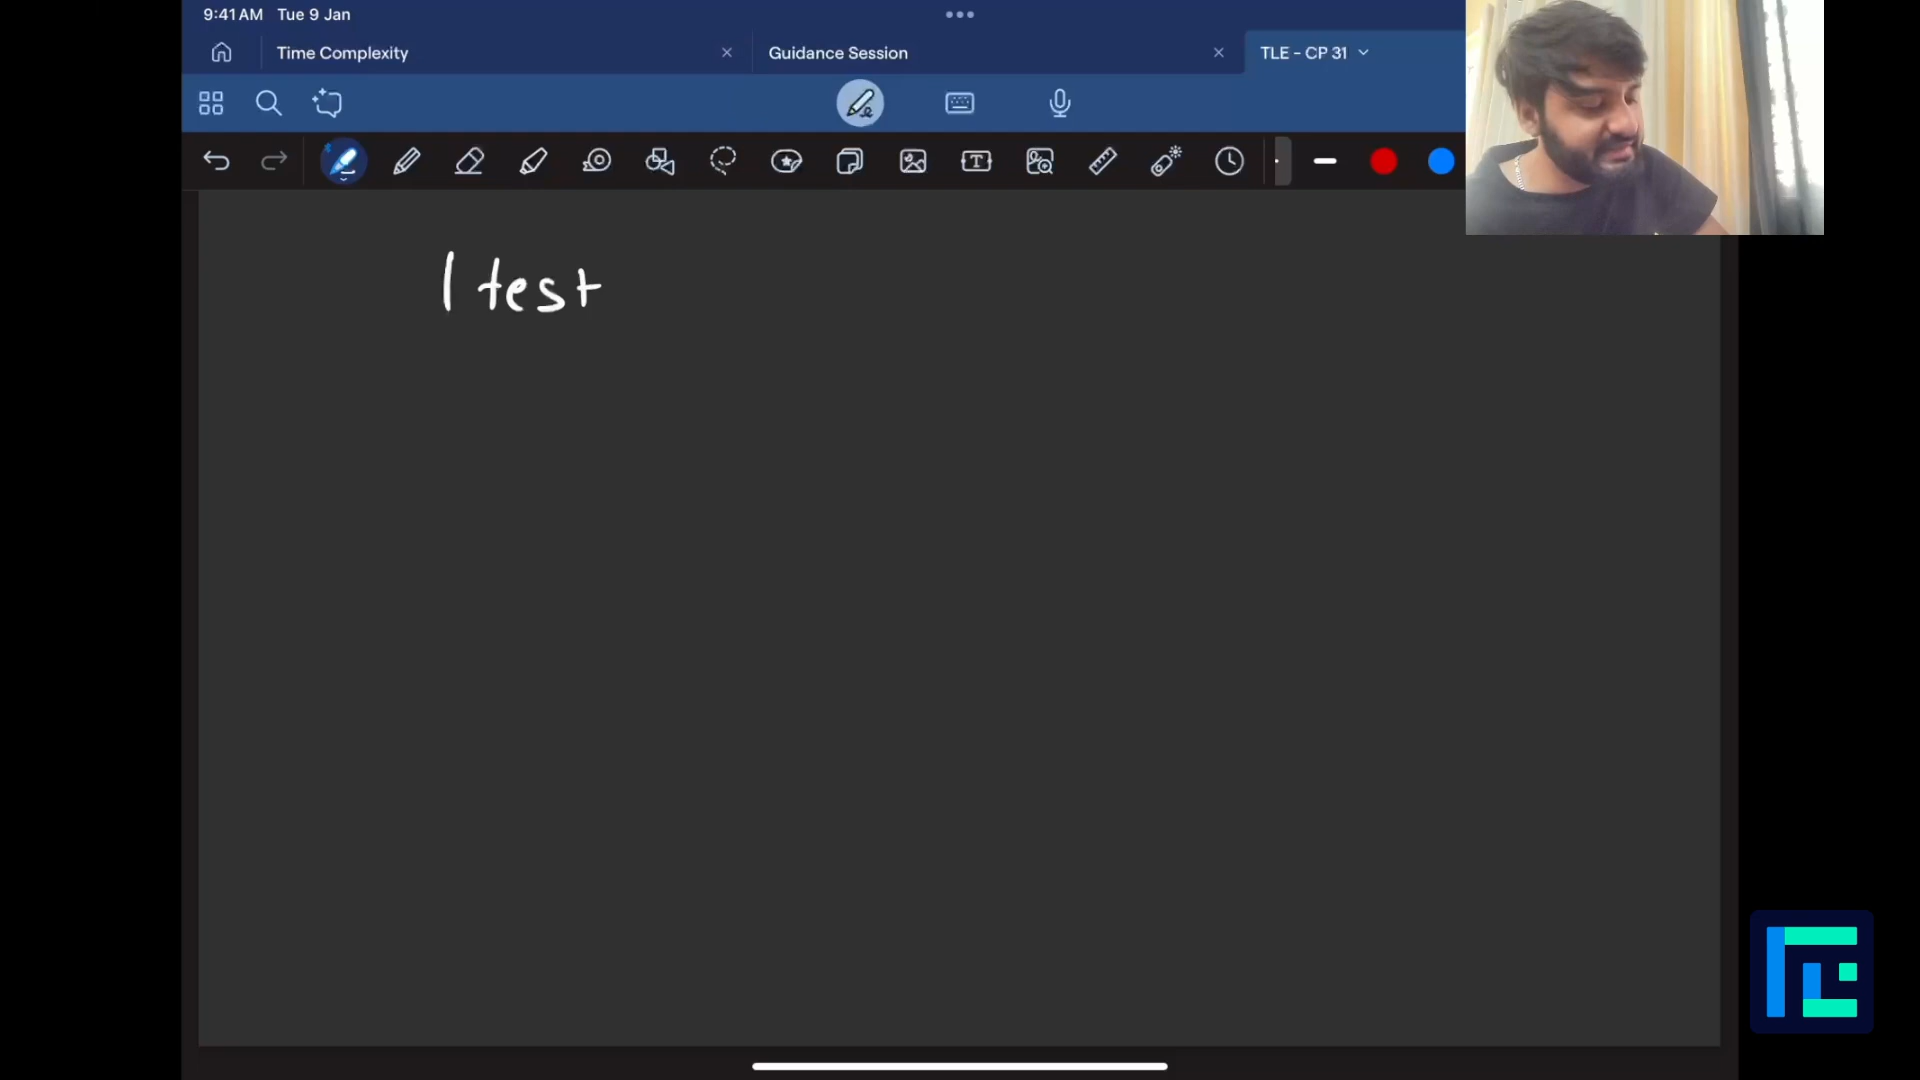 9:41 AM Tue 9 Jan
Time Complexity
Guidance Session
TLE - CP 31
1 test